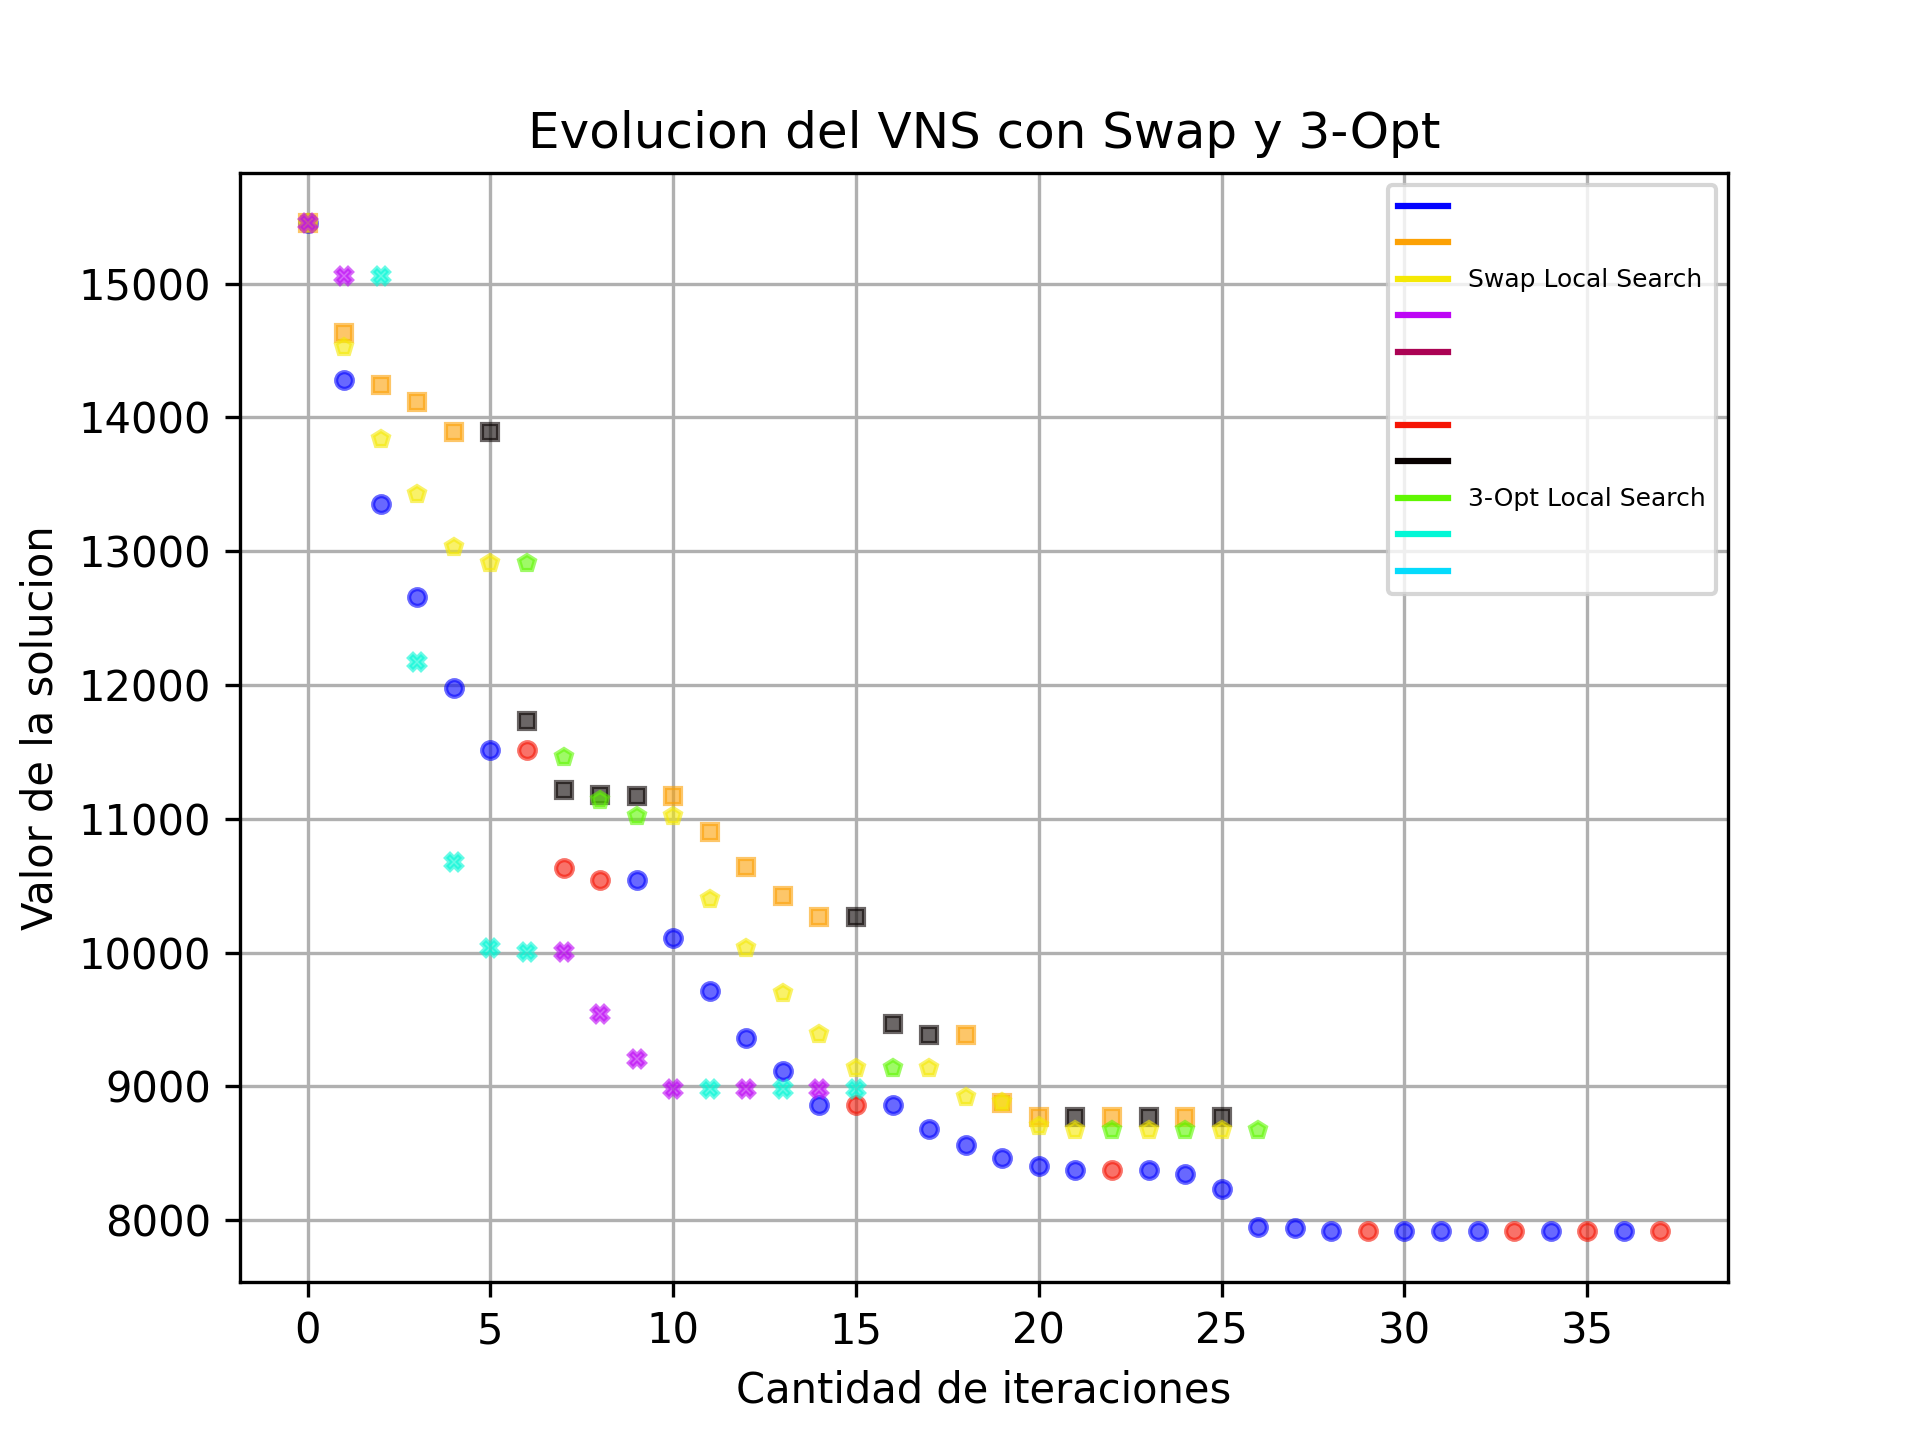 Evolucion del VNS con Swap y 3-Opt
Valor de la solucion
15000
14000
13000
12000
11000
10000
9000
8000
Swap Local Search
3-Opt Local Search
0 5 10 15 20 25 30 35
Cantidad de iteraciones